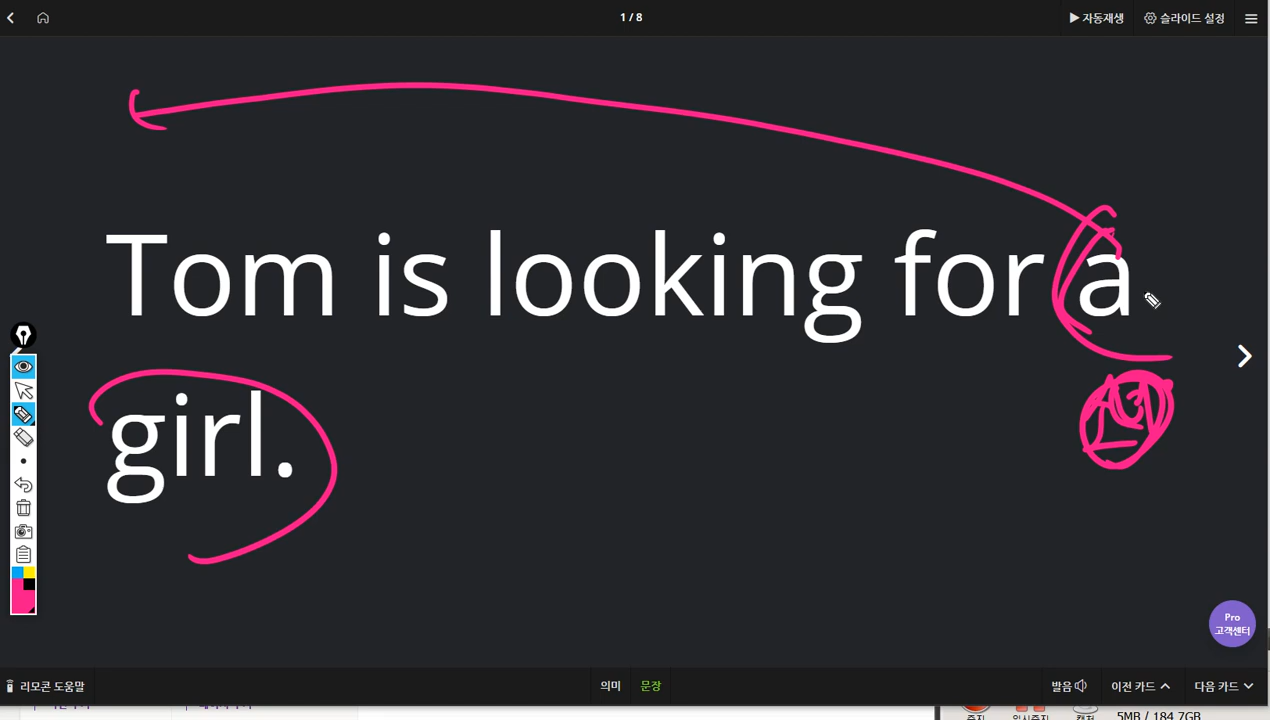 1 / 8
자동재생
슬라이드 설정
Tom is looking for a
girl.
Pro
고객센터
리모콘 도움말
의미
문장
발음
이전 카드
다음 카드
5MB / 184.7GB